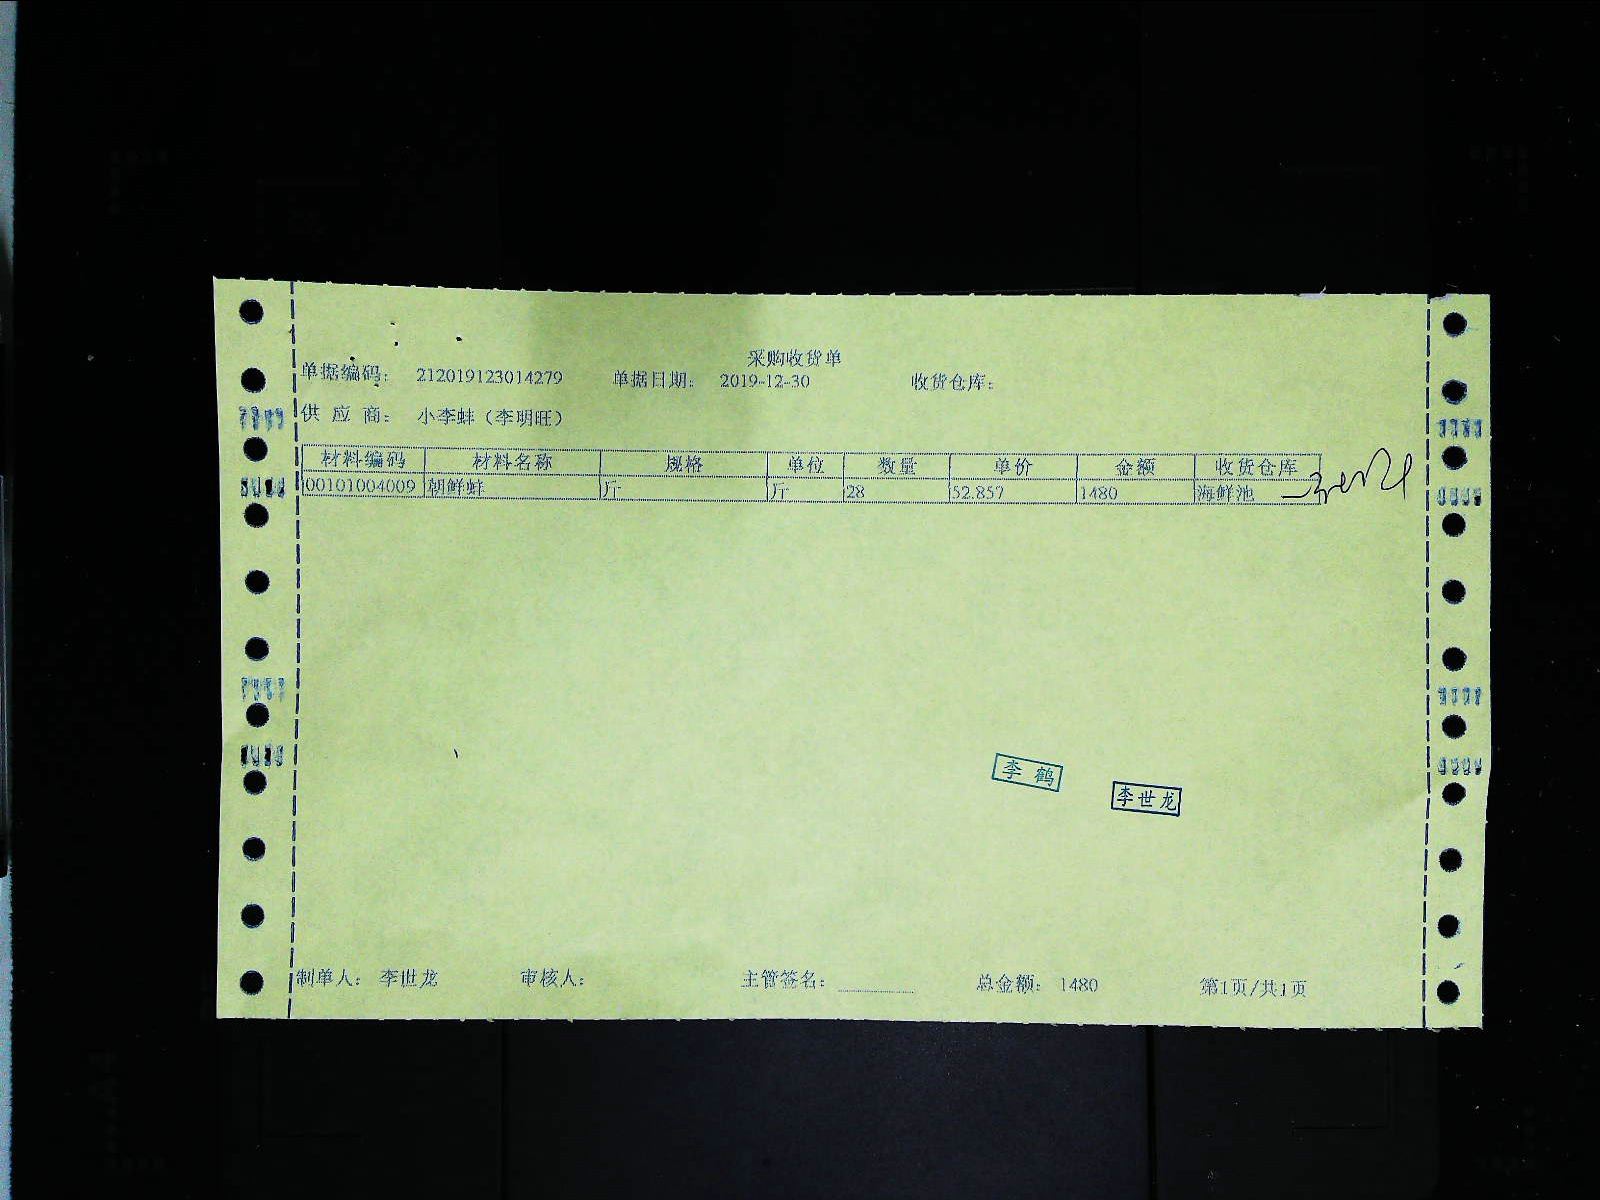 采购收货单
单据编码： 212019123014279 单据日期： 2019-12-30 收货仓库：
供 应 商： 小李蚌（李明旺）
材料编码 材料名称 规格 单位 数量 单价 金额 收货仓库
00101004009 朝鲜蚌 斤 斤 28 52.857 1480 海鲜池
李 鹤
李世龙
制单人： 李世龙 审核人： 主管签名： 总金额： 1480 第1页/共1页